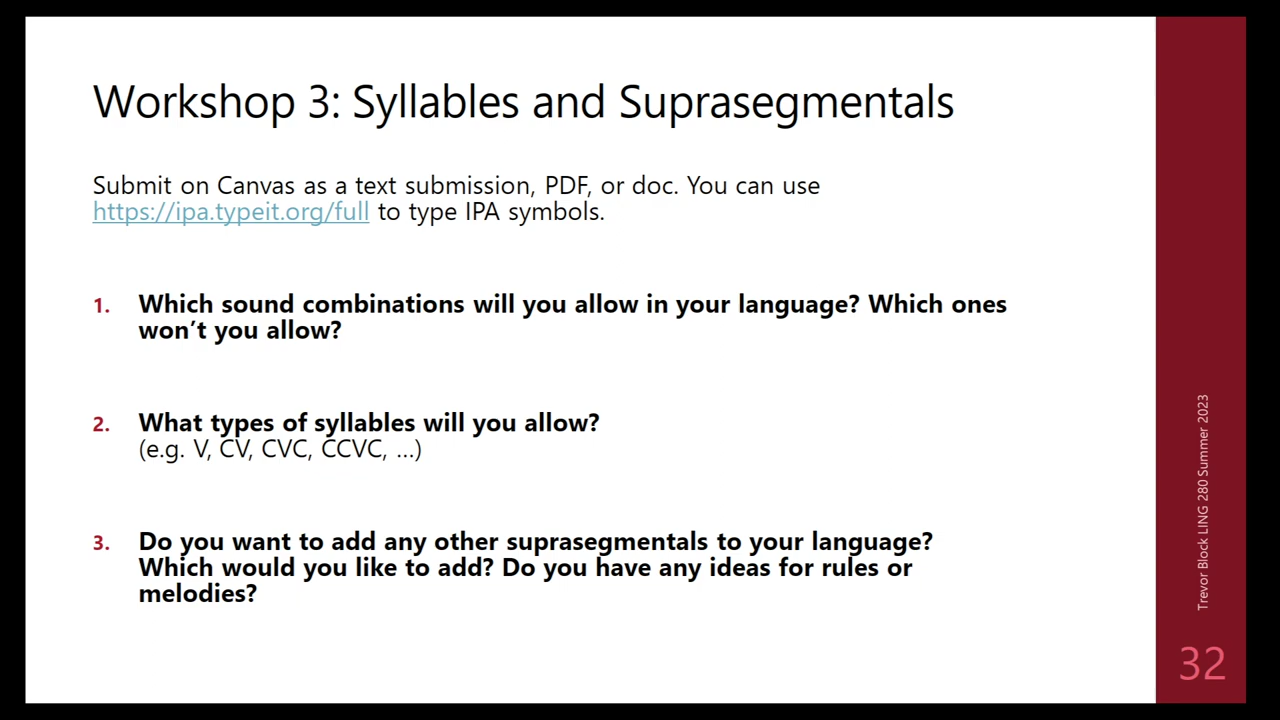 Workshop 3: Syllables and Suprasegmentals
Submit on Canvas as a text submission, PDF, or doc. You can use
https://ipa.typeit.org/full to type IPA symbols.
1. Which sound combinations will you allow in your language? Which ones
won’t you allow?
2. What types of syllables will you allow?
(e.g. V, CV, CVC, CCVC, …)
3. Do you want to add any other suprasegmentals to your language?
Which would you like to add? Do you have any ideas for rules or
melodies?
Trevor Block LING 280 Summer 2023
32